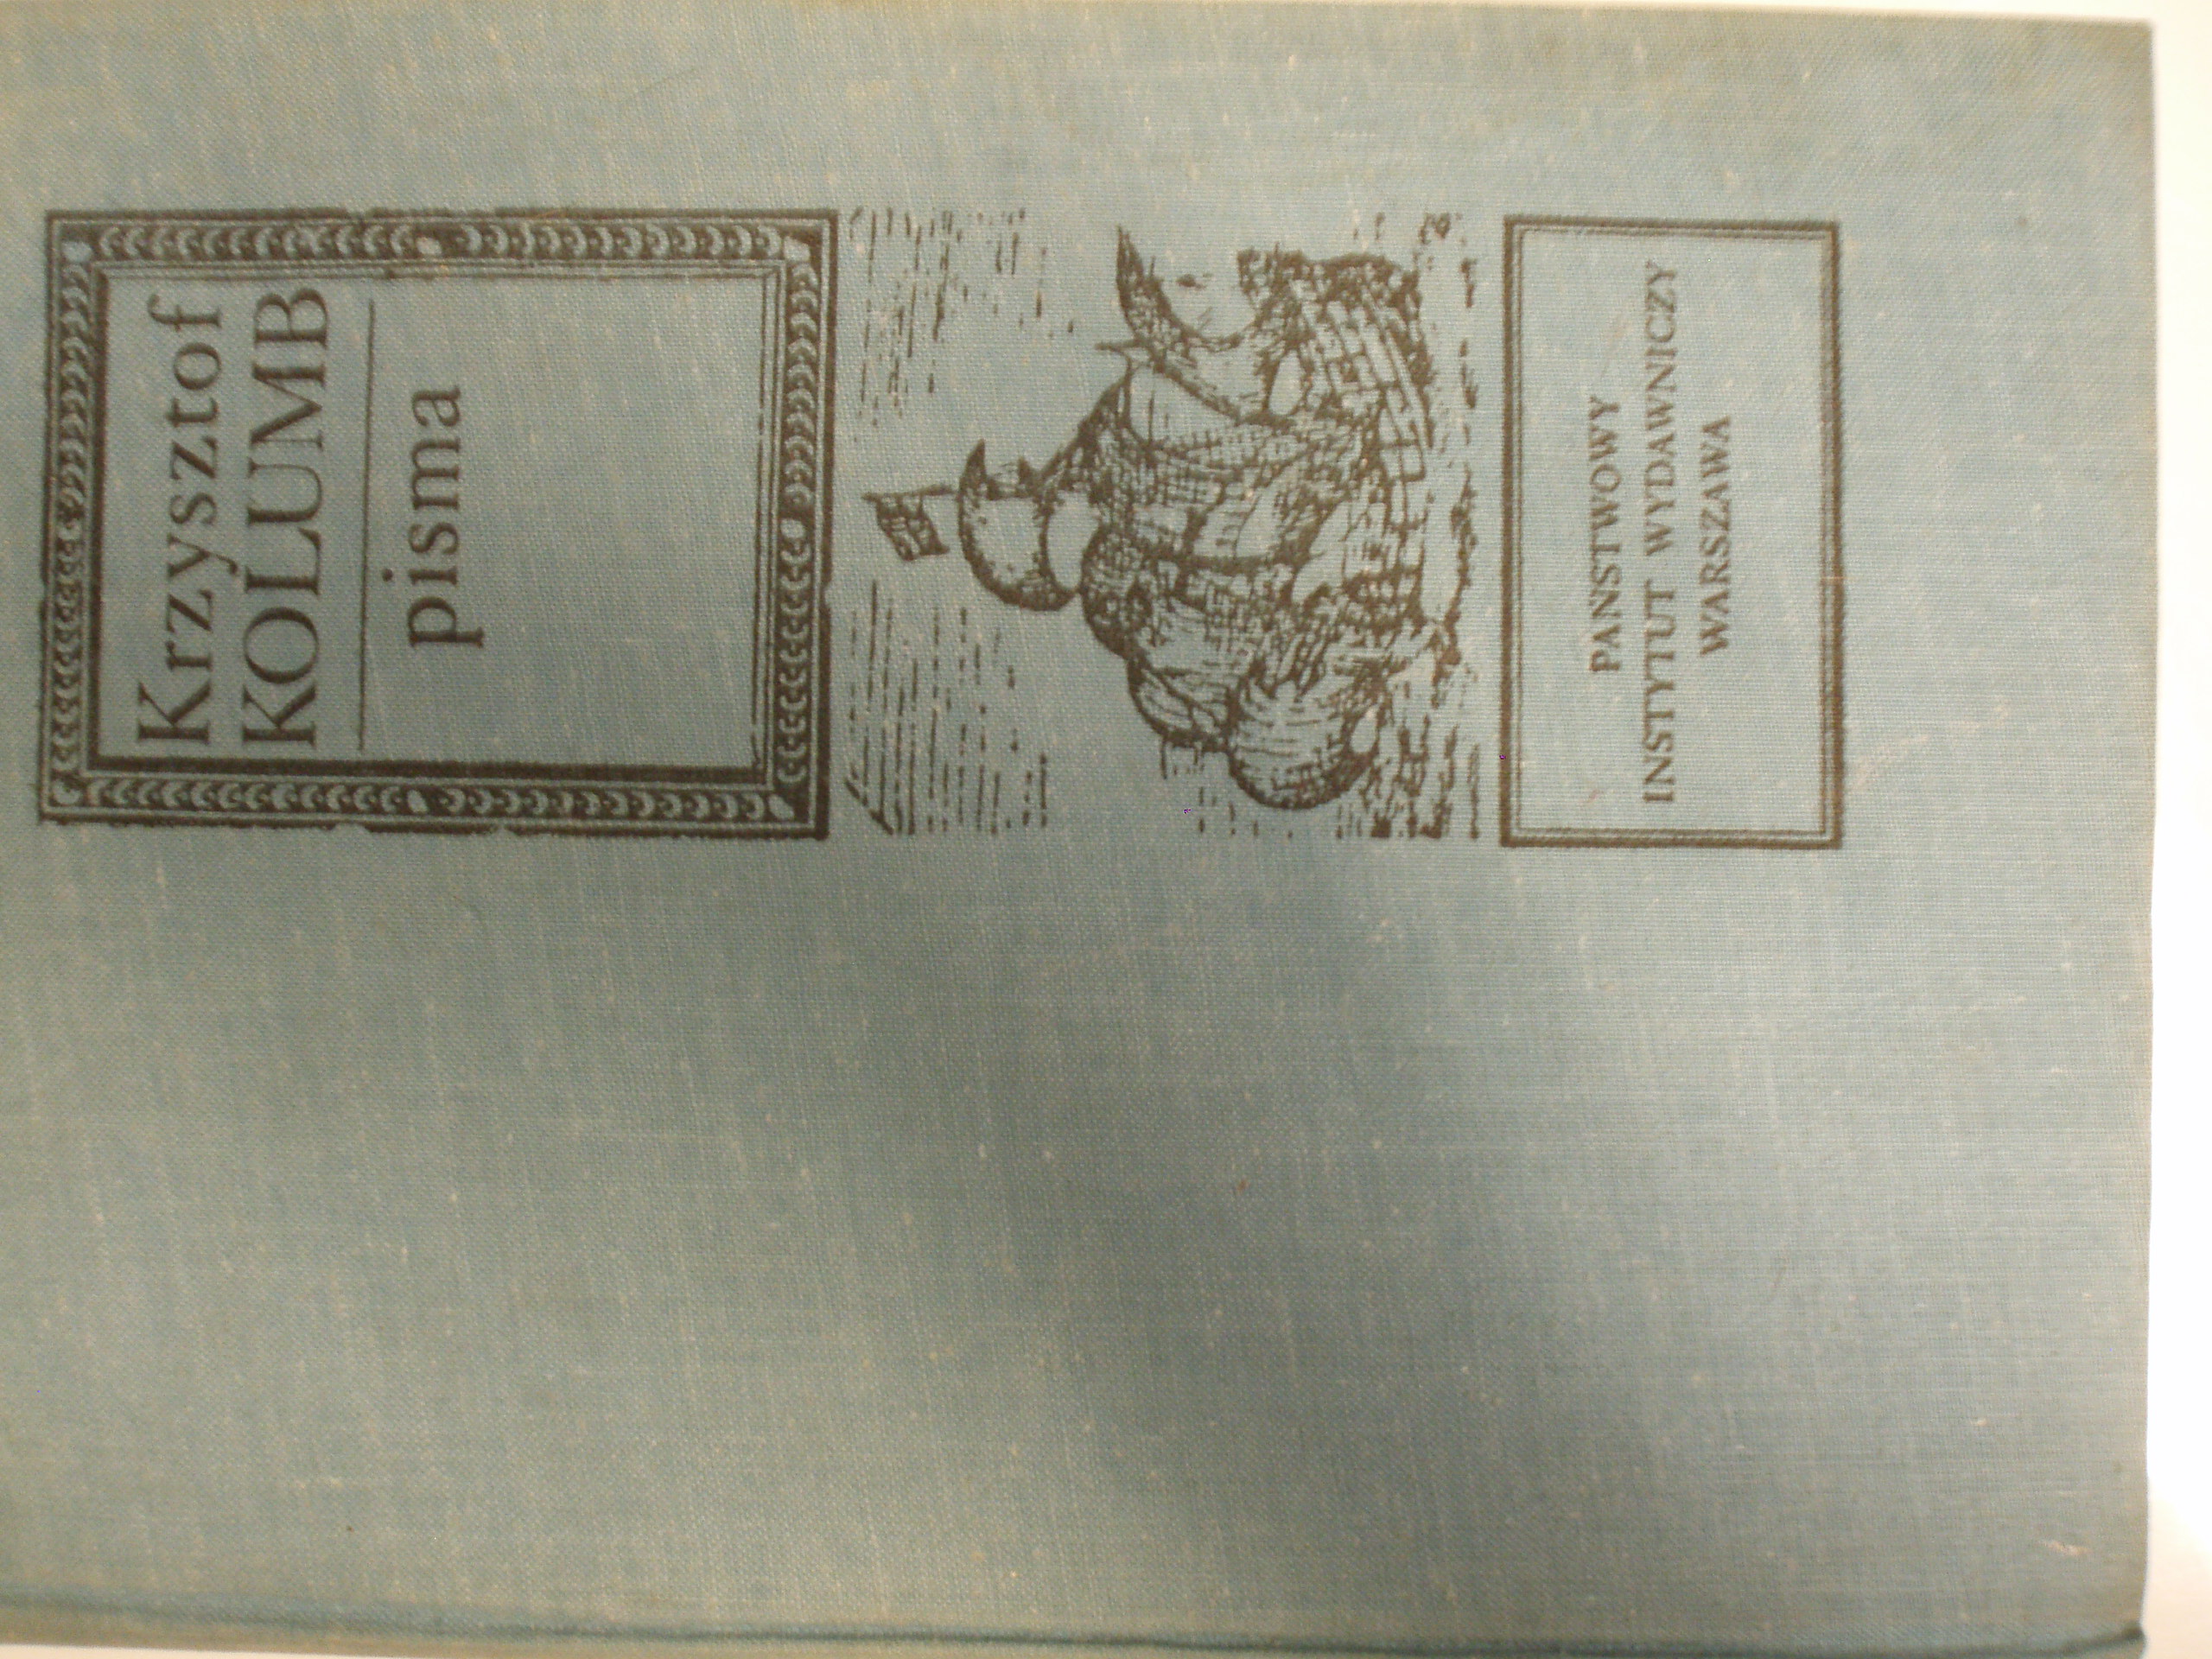 Krzysztof
KOLUMB
pisma
PAŃSTWOWY
INSTYTUT WYDAWNICZY
WARSZAWA